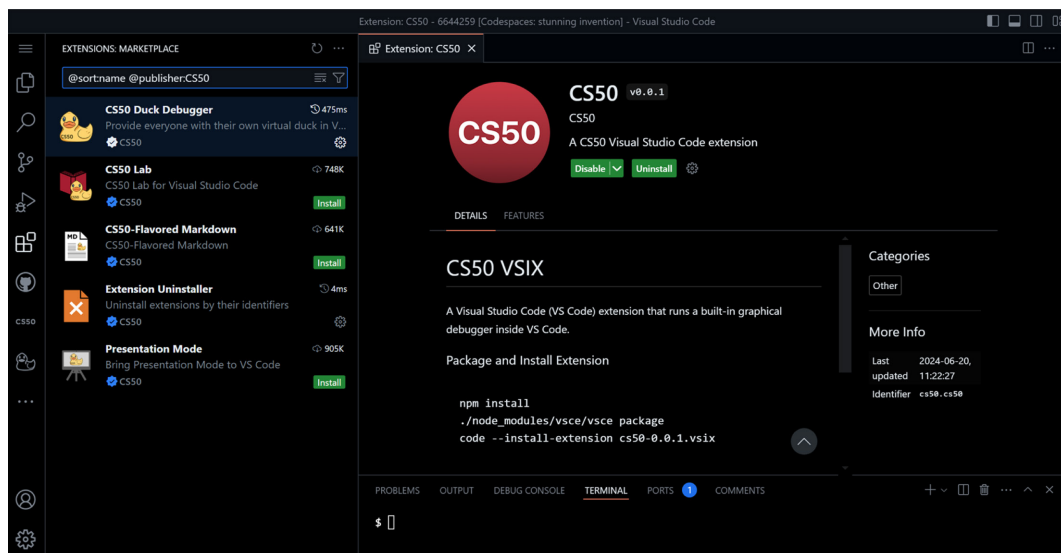 Extension: CS50 - 6644259 [Codespaces: stunning invention] - Visual Studio Code
EXTENSIONS: MARKETPLACE
@sort:name @publisher:CS50
CS50 Duck Debugger 475ms
Provide everyone with their own virtual duck in V...
CS50
CS50 Lab 748K
CS50 Lab for Visual Studio Code
CS50 Install
MD
CS50-Flavored Markdown 641K
CS50-Flavored Markdown
CS50 Install
Extension Uninstaller 4ms
Uninstall extensions by their identifiers
CS50
Presentation Mode 905K
Bring Presentation Mode to VS Code
CS50 Install
CS50
Extension: CS50
CS50
CS50 v0.0.1
CS50
A CS50 Visual Studio Code extension
Disable Uninstall
DETAILS FEATURES
CS50 VSIX
A Visual Studio Code (VS Code) extension that runs a built-in graphical
debugger inside VS Code.
Package and Install Extension
npm install
./node_modules/vsce/vsce package
code --install-extension cs50-0.0.1.vsix
Categories
Other
More Info
Last 2024-06-20,
updated 11:22:27
Identifier cs50.cs50
PROBLEMS OUTPUT DEBUG CONSOLE TERMINAL PORTS 1 COMMENTS
$